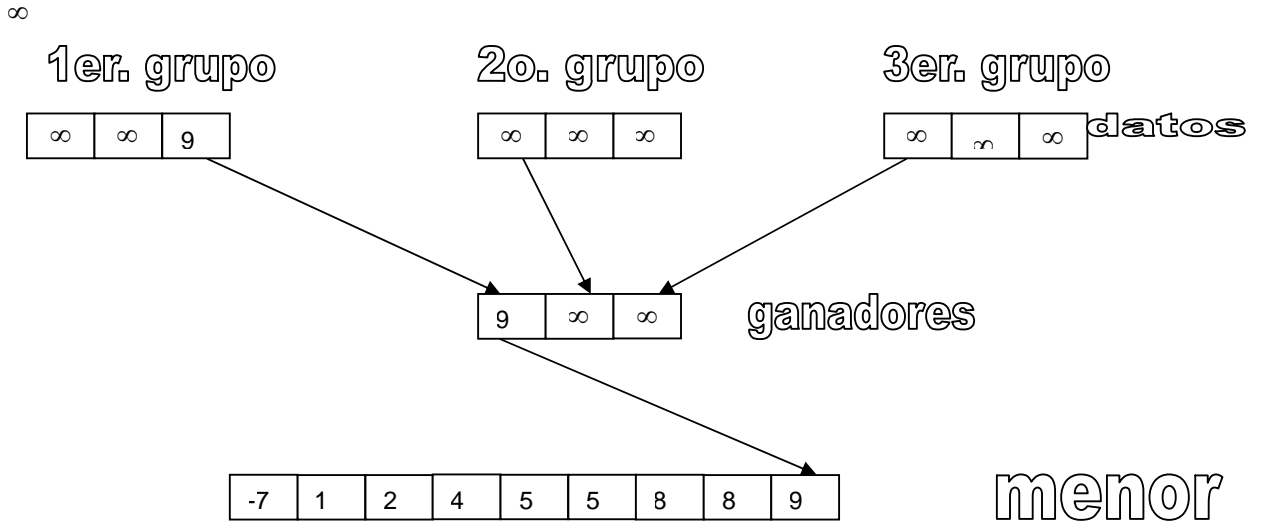 ∞
1er. grupo 2o. grupo 3er. grupo
∞ ∞ 9 ∞ ∞ ∞ ∞ ∞ ∞ datos
9 ∞ ∞ ganadores
-7 1 2 4 5 5 8 8 9 menor